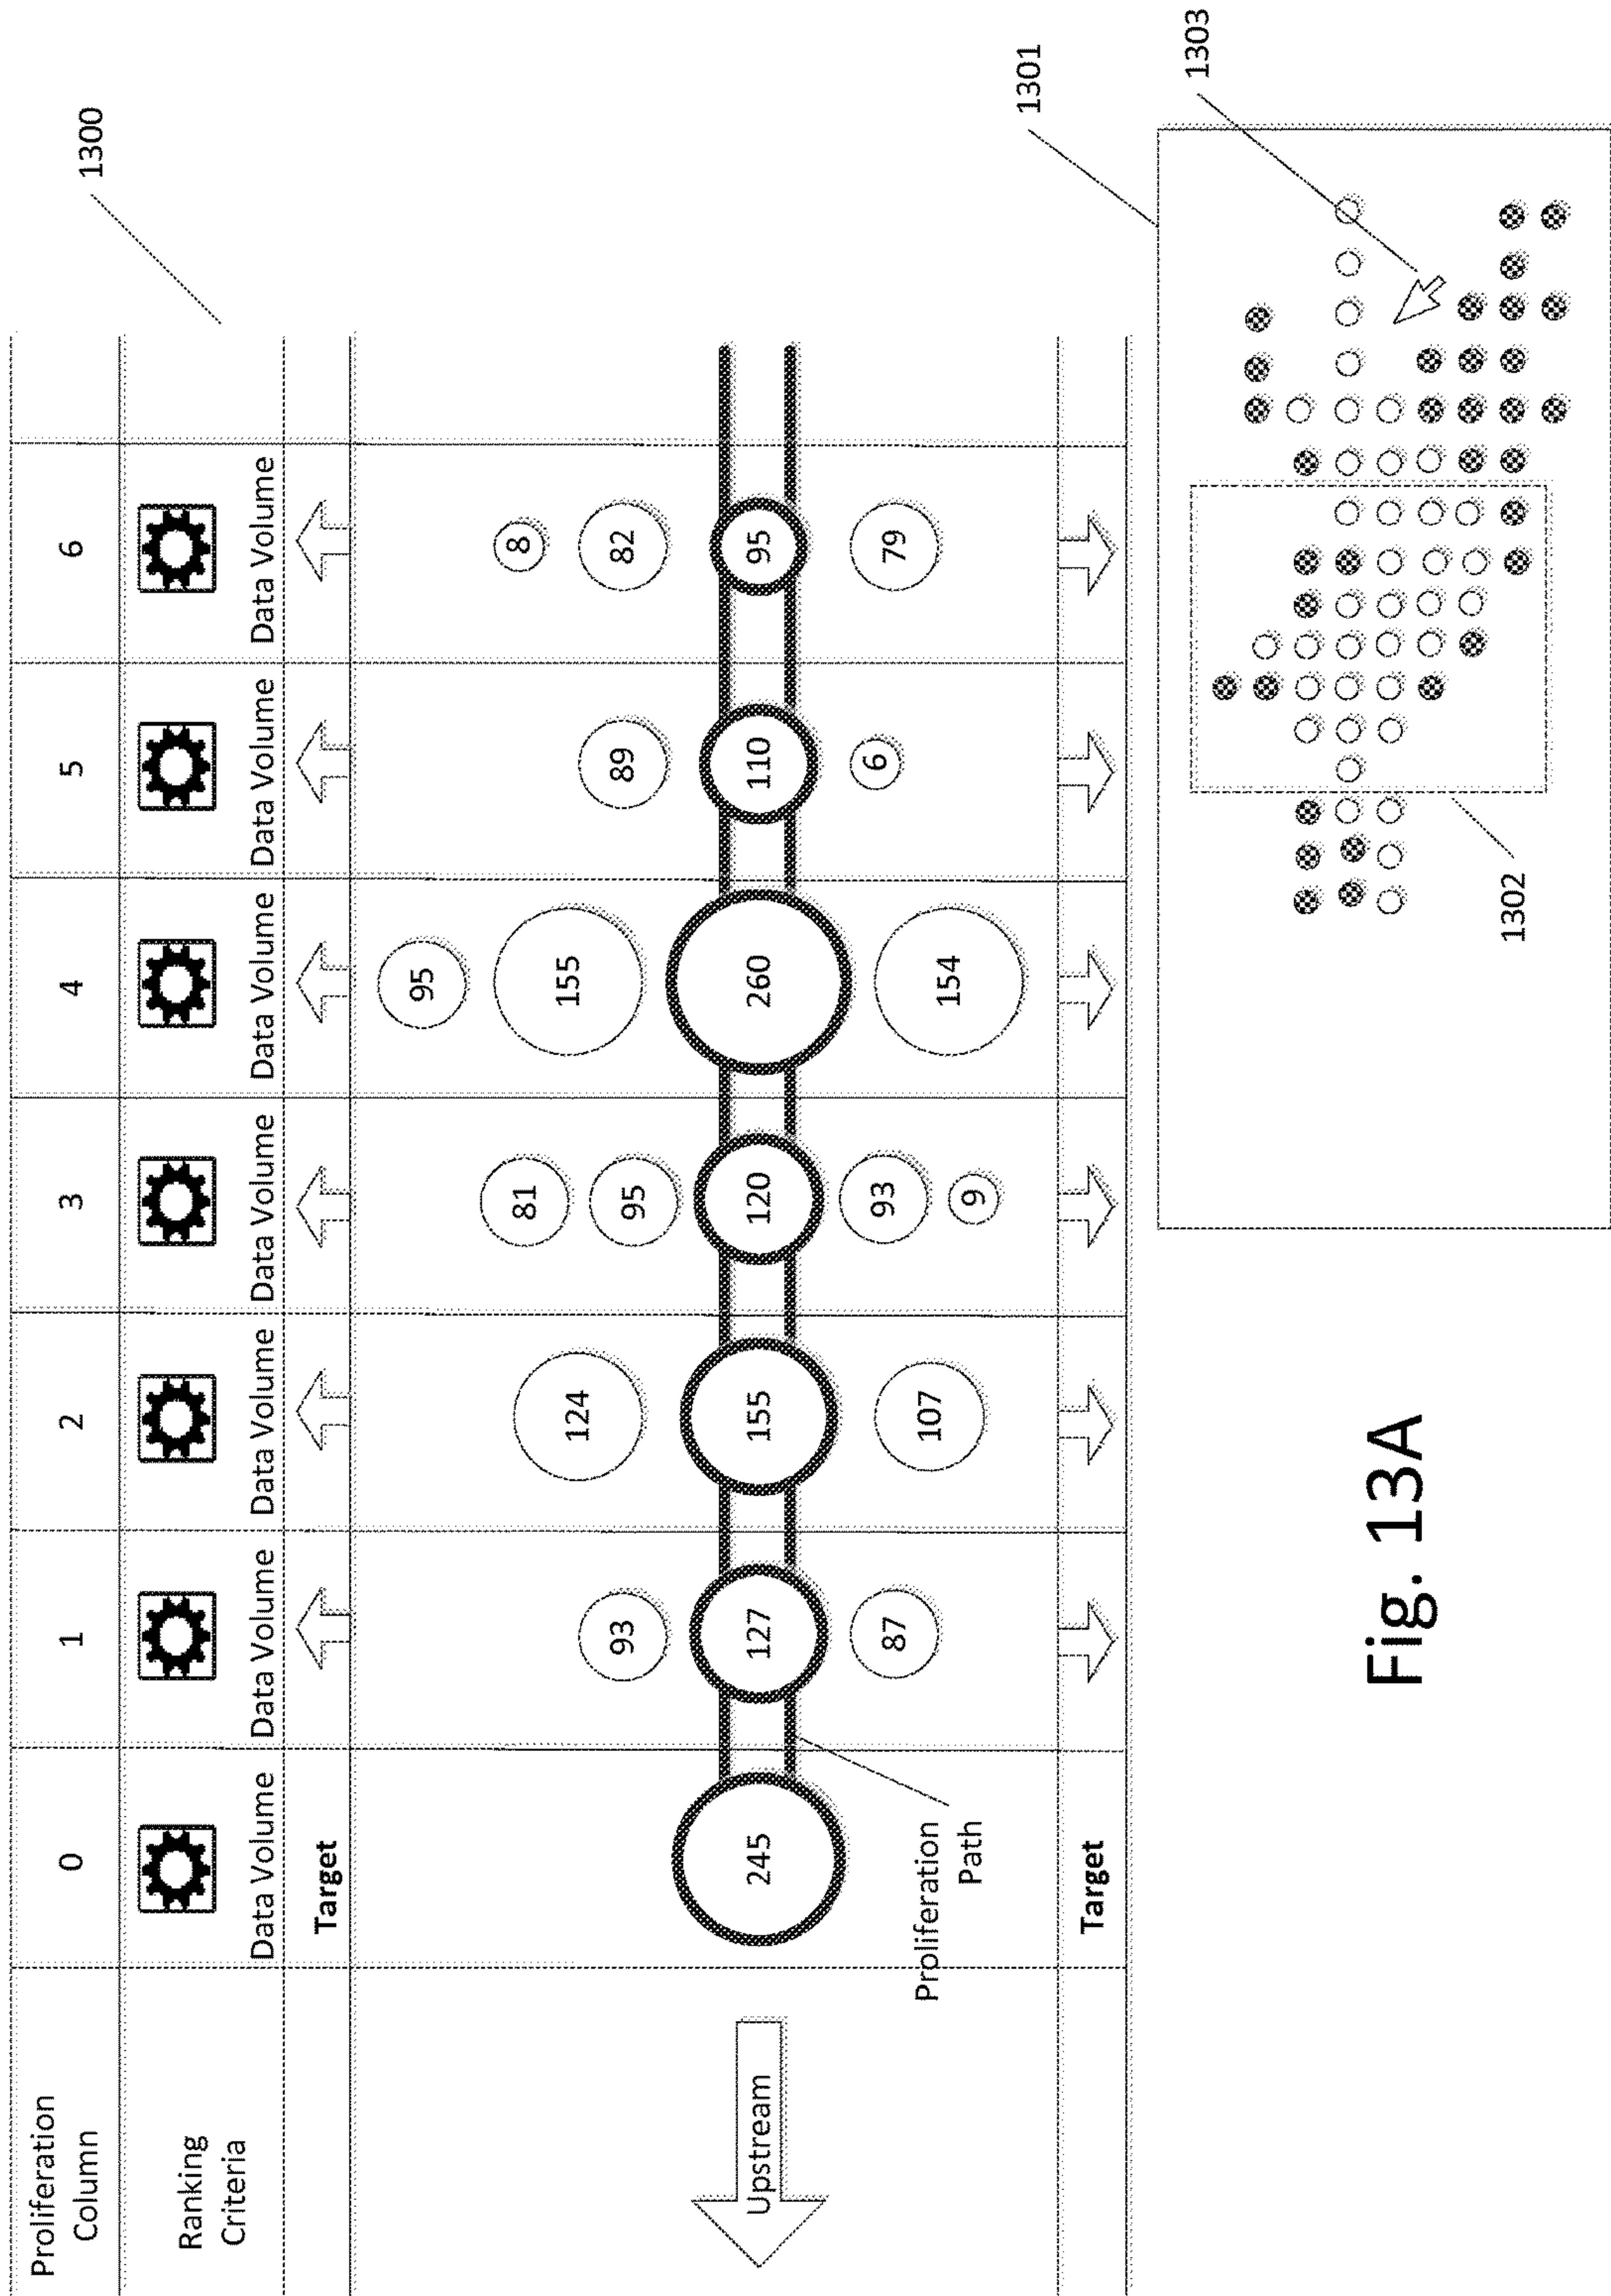 1300
Proliferation
Column
0
1
2
3
4
5
6
Ranking
Criteria
Data Volume
Data Volume
Data Volume
Data Volume
Data Volume
Data Volume
Data Volume
Target
95
8
81
155
82
124
95
89
93
Upstream
245
127
155
120
260
110
95
87
107
93
9
154
6
79
Proliferation
Path
Target
1301
1303
1302
Fig. 13A